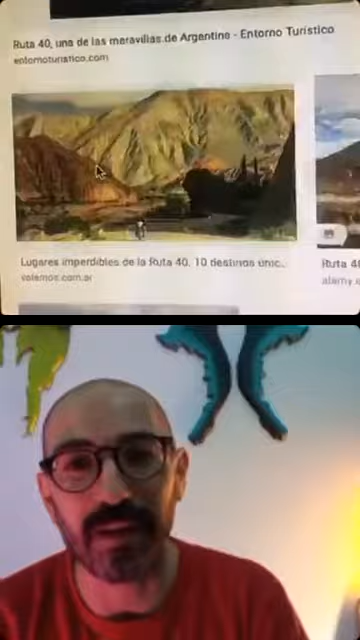 Ruta 40, una de las maravillas de Argentina - Entorno Turístico
entornoturistico.com
Lugares imperdibles de la Ruta 40. 10 destinos únic...
volemos.com.ar
Ruta 4
alamy